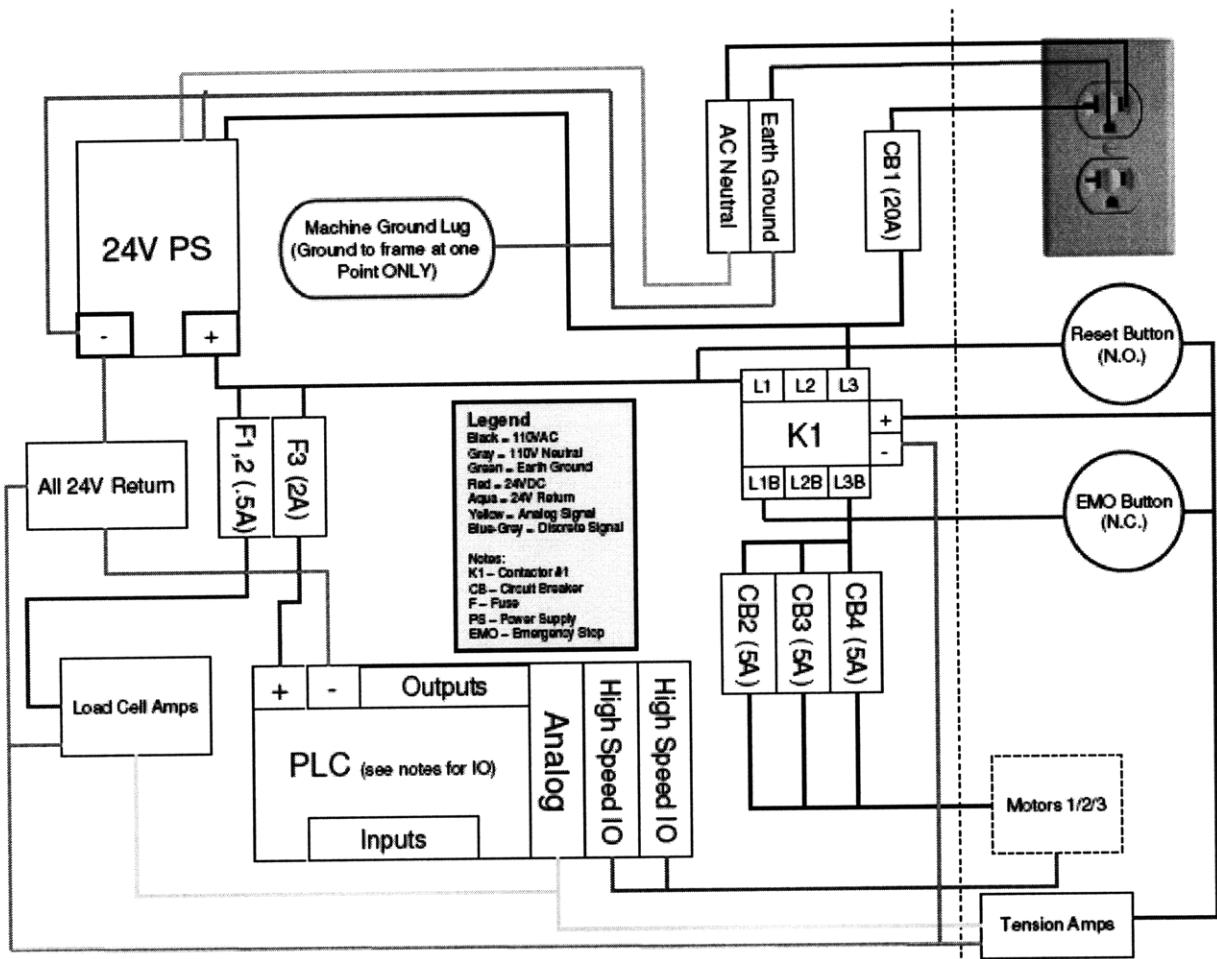 AC Neutral
Earth Ground
CB1 (20A)
24V PS
-
+
Machine Ground Lug
(Ground to frame at one
Point ONLY)
Reset Button
(N.O.)
L1
L2
L3
K1
+
-
L1B
L2B
L3B
EMO Button
(N.C.)
F1,2 (.5A)
F3 (2A)
All 24V Return
Legend
Black = 110VAC
Gray = 110V Neutral
Green = Earth Ground
Red = 24VDC
Aqua = 24V Return
Yellow = Analog Signal
Blue-Grey = Discrete Signal
Notes:
K1 – Contactor #1
CB – Circuit Breaker
F – Fuse
PS – Power Supply
EMO – Emergency Stop
CB2 (5A)
CB3 (5A)
CB4 (5A)
Load Cell Amps
+
-
Outputs
PLC (see notes for IO)
Inputs
Analog
High Speed IO
High Speed IO
Motors 1/2/3
Tension Amps